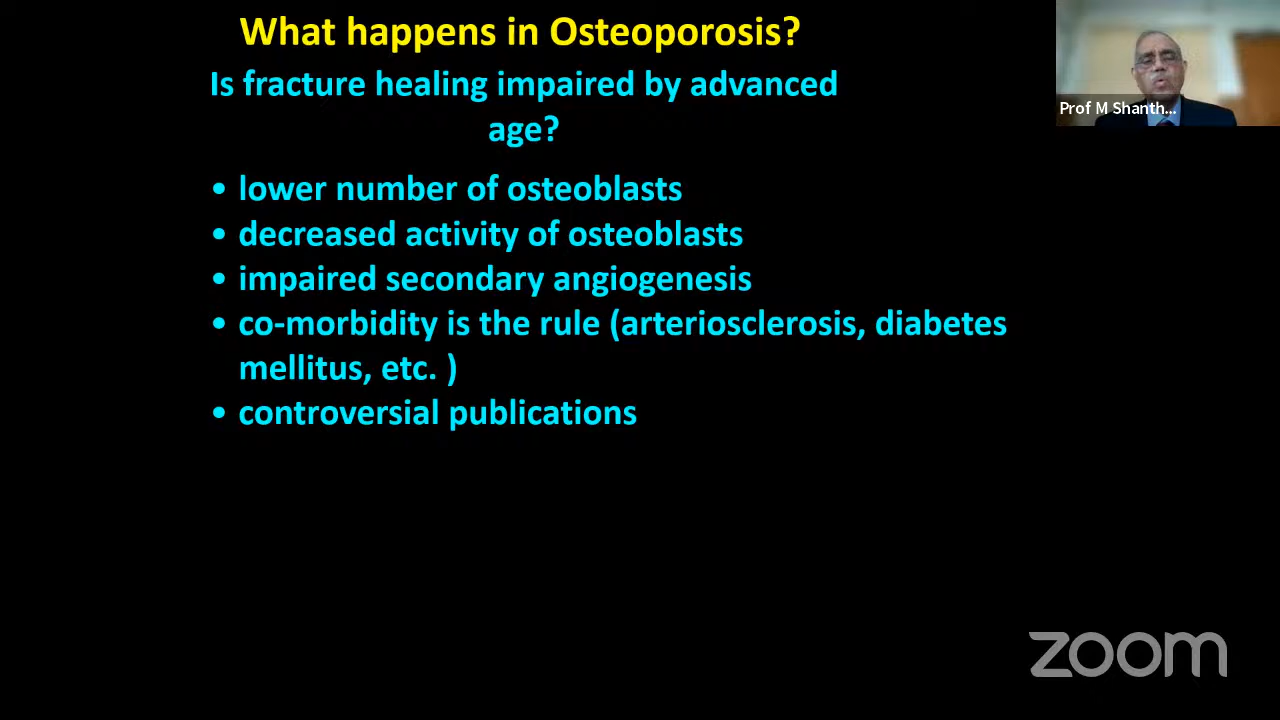 What happens in Osteoporosis?
Is fracture healing impaired by advanced
age?
• lower number of osteoblasts
• decreased activity of osteoblasts
• impaired secondary angiogenesis
• co-morbidity is the rule (arteriosclerosis, diabetes
mellitus, etc. )
• controversial publications
Prof M Shanth...
zoom